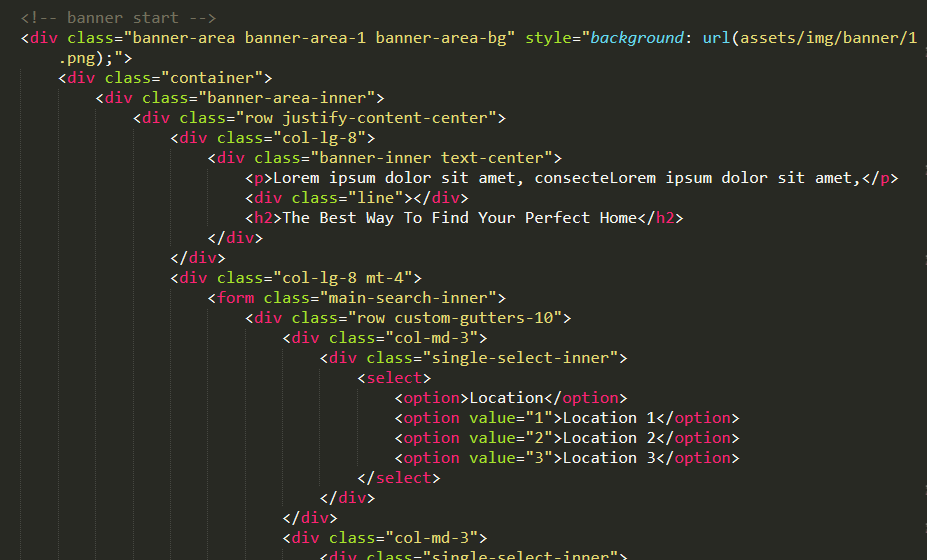 <!-- banner start -->
<div class="banner-area banner-area-1 banner-area-bg" style="background: url(assets/img/banner/1
.png);">
<div class="container">
<div class="banner-area-inner">
<div class="row justify-content-center">
<div class="col-lg-8">
<div class="banner-inner text-center">
<p>Lorem ipsum dolor sit amet, consecteLorem ipsum dolor sit amet,</p>
<div class="line"></div>
<h2>The Best Way To Find Your Perfect Home</h2>
</div>
</div>
<div class="col-lg-8 mt-4">
<form class="main-search-inner">
<div class="row custom-gutters-10">
<div class="col-md-3">
<div class="single-select-inner">
<select>
<option>Location</option>
<option value="1">Location 1</option>
<option value="2">Location 2</option>
<option value="3">Location 3</option>
</select>
</div>
</div>
<div class="col-md-3">
<div class="single-select-inner">